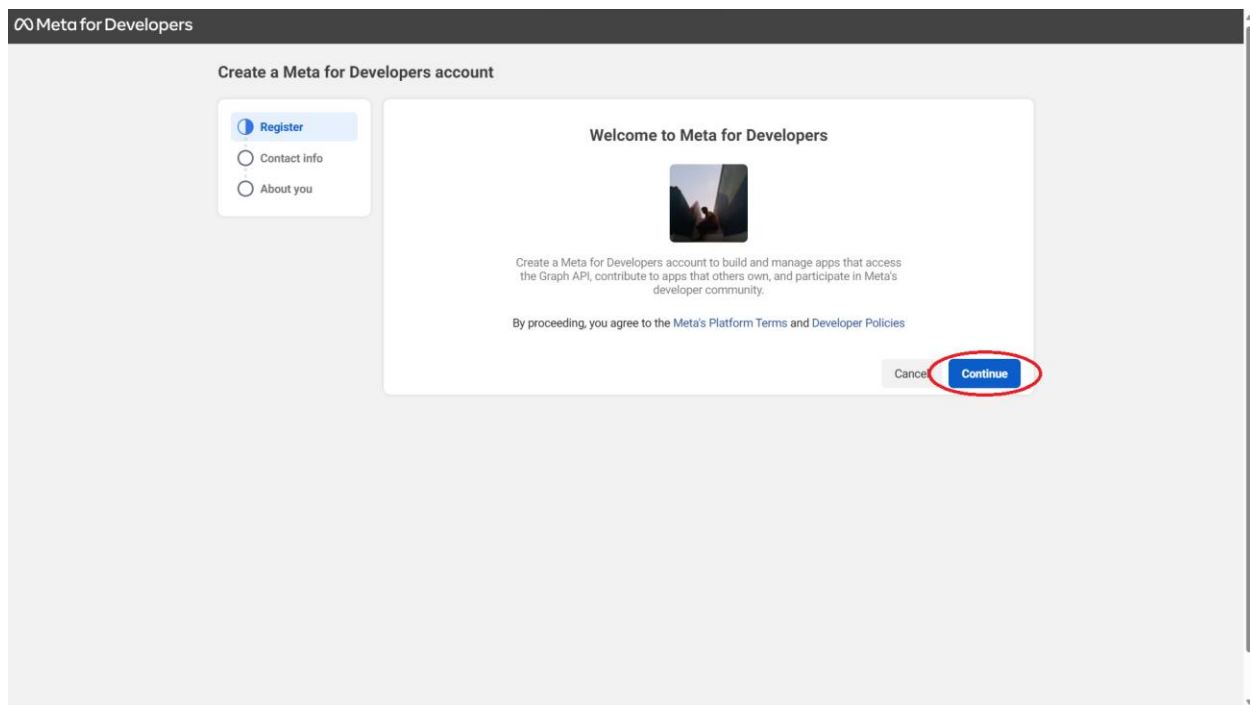 Meta for Developers
Create a Meta for Developers account
Register
Contact info
About you
Welcome to Meta for Developers
Create a Meta for Developers account to build and manage apps that access
the Graph API, contribute to apps that others own, and participate in Meta's
developer community.
By proceeding, you agree to the Meta's Platform Terms and Developer Policies
Cancel
Continue